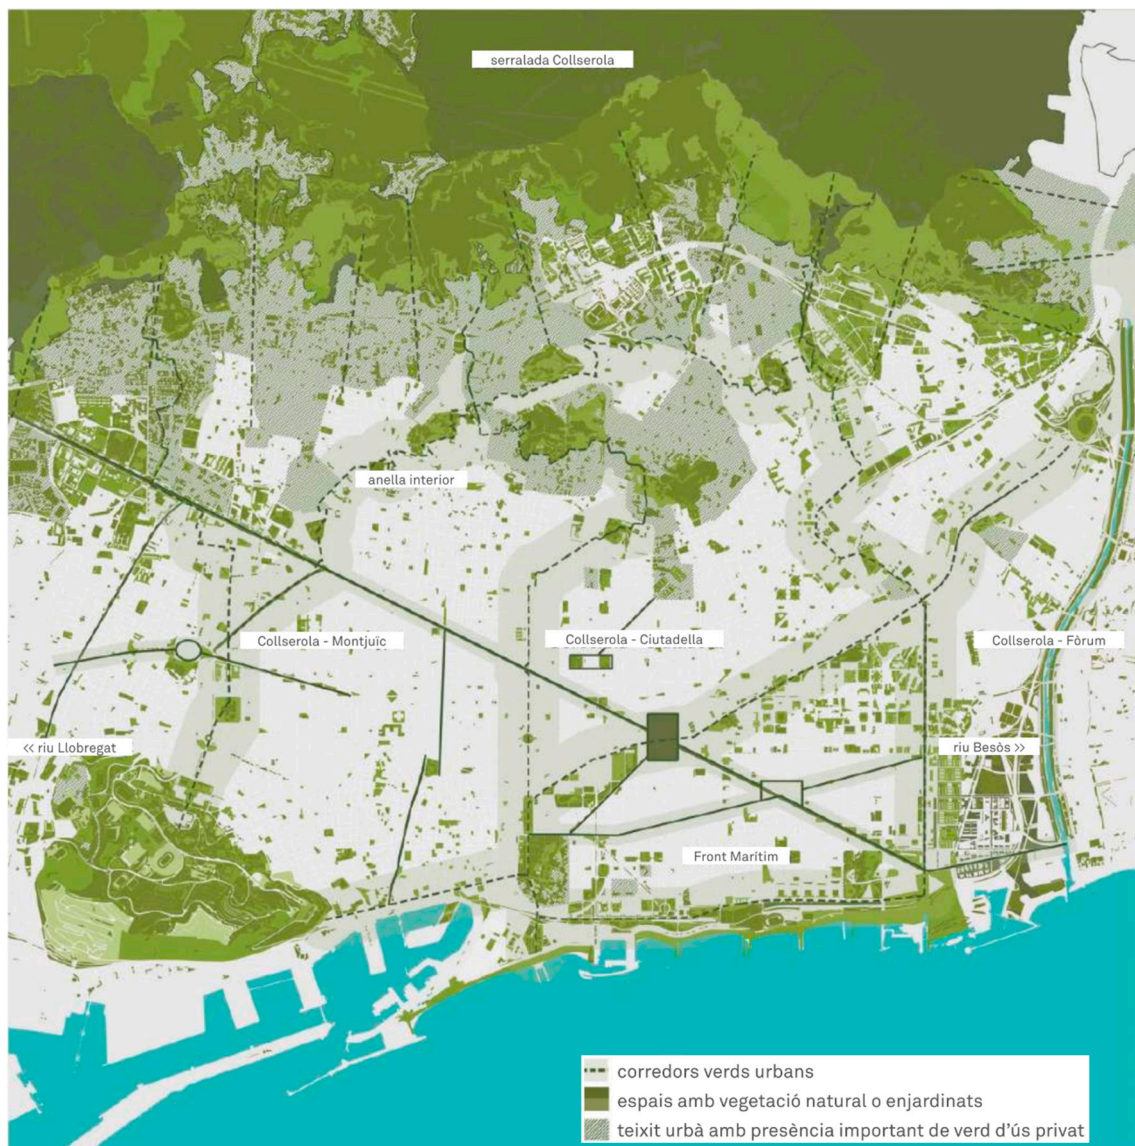 serralada Collserola
anella interior
Collserola - Montjuïc
Collserola - Ciutadella
Collserola - Fòrum
<< riu Llobregat
riu Besòs >>
Front Marítim
corredors verds urbans
espais amb vegetació natural o enjardinats
teixit urbà amb presència important de verd d'ús privat